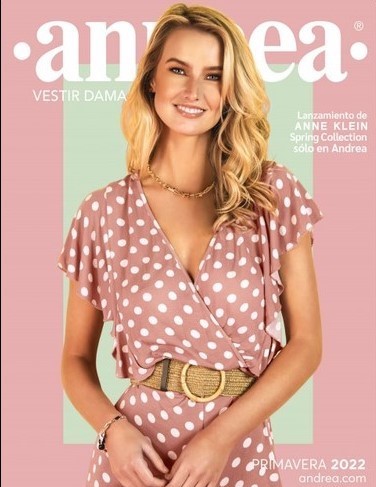 ·andrea·®
VESTIR DAMA
Lanzamiento de
ANNE KLEIN
Spring Collection
sólo en Andrea
PRIMAVERA 2022
andrea.com